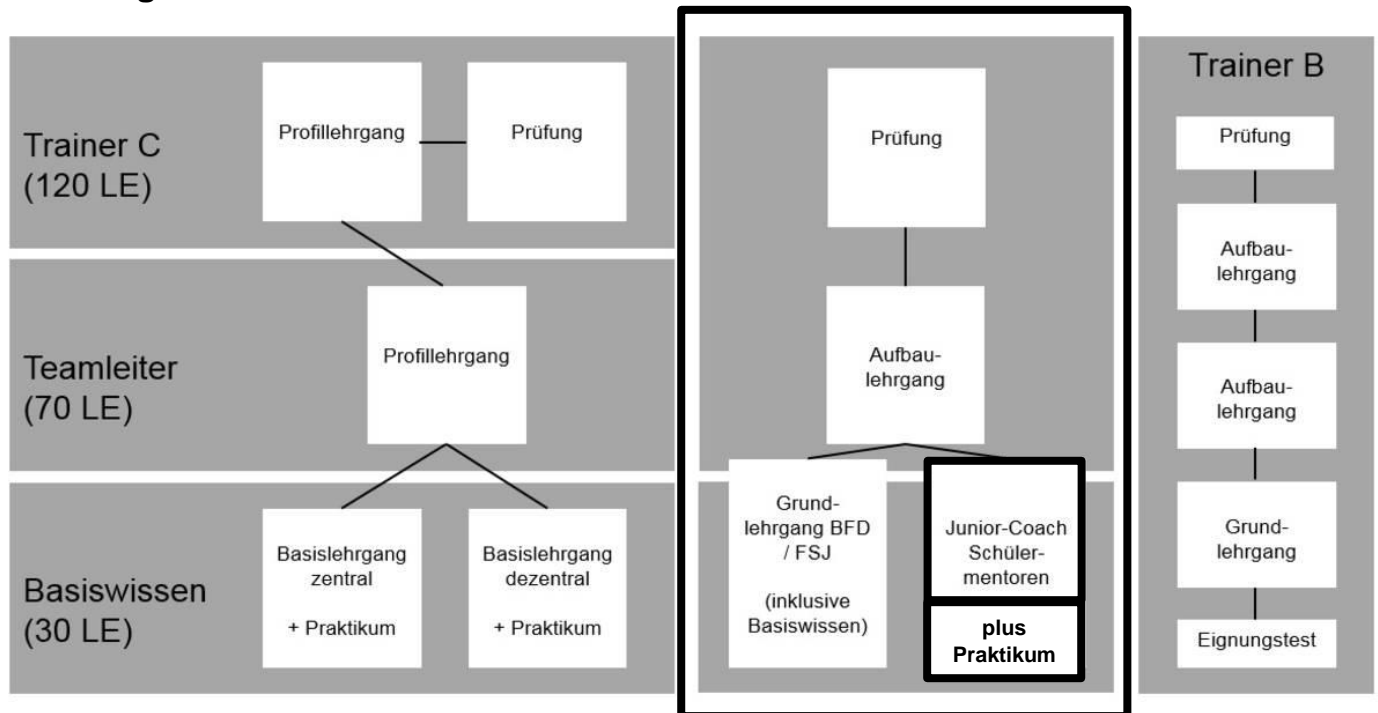 Trainer C
(120 LE)
Profillehrgang
Prüfung
Teamleiter
(70 LE)
Profillehrgang
Basiswissen
(30 LE)
Basislehrgang
zentral
+ Praktikum
Basislehrgang
dezentral
+ Praktikum
Prüfung
Aufbau-
lehrgang
Grund-
lehrgang BFD
/ FSJ
(inklusive
Basiswissen)
Junior-Coach
Schüler-
mentoren
plus
Praktikum
Trainer B
Prüfung
Aufbau-
lehrgang
Aufbau-
lehrgang
Grund-
lehrgang
Eignungstest